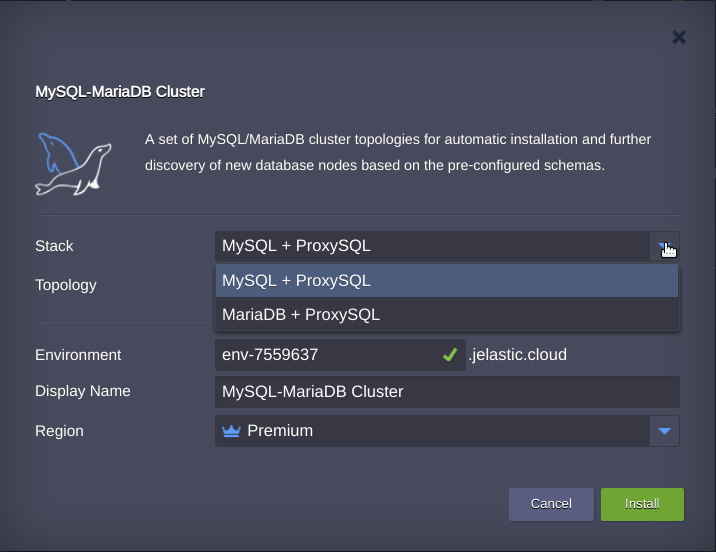 MySQL-MariaDB Cluster
A set of MySQL/MariaDB cluster topologies for automatic installation and further
discovery of new database nodes based on the pre-configured schemas.
Stack
MySQL + ProxySQL
MySQL + ProxySQL
Topology
MariaDB + ProxySQL
Environment
env-7559637
.jelastic.cloud
Display Name
MySQL-MariaDB Cluster
Region
Premium
Cancel
Install